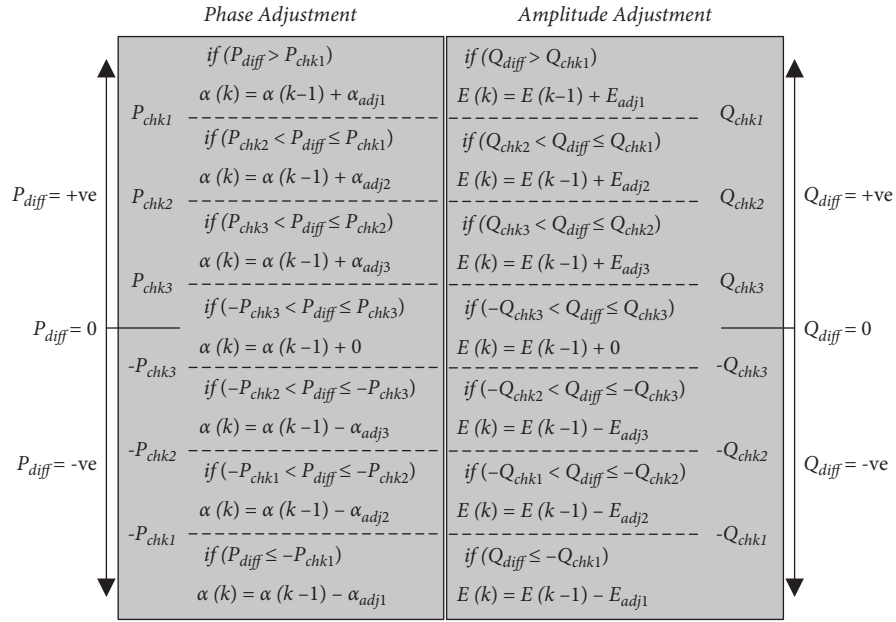 Phase Adjustment
Amplitude Adjustment
if (P_diff > P_chk1)
if (Q_diff > Q_chk1)
α (k) = α (k–1) + α_adj1
E (k) = E (k–1) + E_adj1
P_chk1
Q_chk1
if (P_chk2 < P_diff ≤ P_chk1)
if (Q_chk2 < Q_diff ≤ Q_chk1)
α (k) = α (k –1) + α_adj2
E (k) = E (k –1) + E_adj2
P_diff = +ve
P_chk2
Q_chk2
Q_diff = +ve
if (P_chk3 < P_diff ≤ P_chk2)
if (Q_chk3 < Q_diff ≤ Q_chk2)
α (k) = α (k –1) + α_adj3
E (k) = E (k –1) + E_adj3
P_chk3
Q_chk3
if (–P_chk3 < P_diff ≤ P_chk3)
if (–Q_chk3 < Q_diff ≤ Q_chk3)
P_diff = 0
Q_diff = 0
α (k) = α (k –1) + 0
E (k) = E (k –1) + 0
-P_chk3
-Q_chk3
if (–P_chk2 < P_diff ≤ –P_chk3)
if (–Q_chk2 < Q_diff ≤ –Q_chk3)
α (k) = α (k –1) – α_adj3
E (k) = E (k –1) – E_adj3
P_diff = -ve
-P_chk2
-Q_chk2
Q_diff = -ve
if (–P_chk1 < P_diff ≤ –P_chk2)
if (–Q_chk1 < Q_diff ≤ –Q_chk2)
α (k) = α (k –1) – α_adj2
E (k) = E (k –1) – E_adj2
-P_chk1
-Q_chk1
if (P_diff ≤ –P_chk1)
if (Q_diff ≤ –Q_chk1)
α (k) = α (k –1) – α_adj1
E (k) = E (k –1) – E_adj1